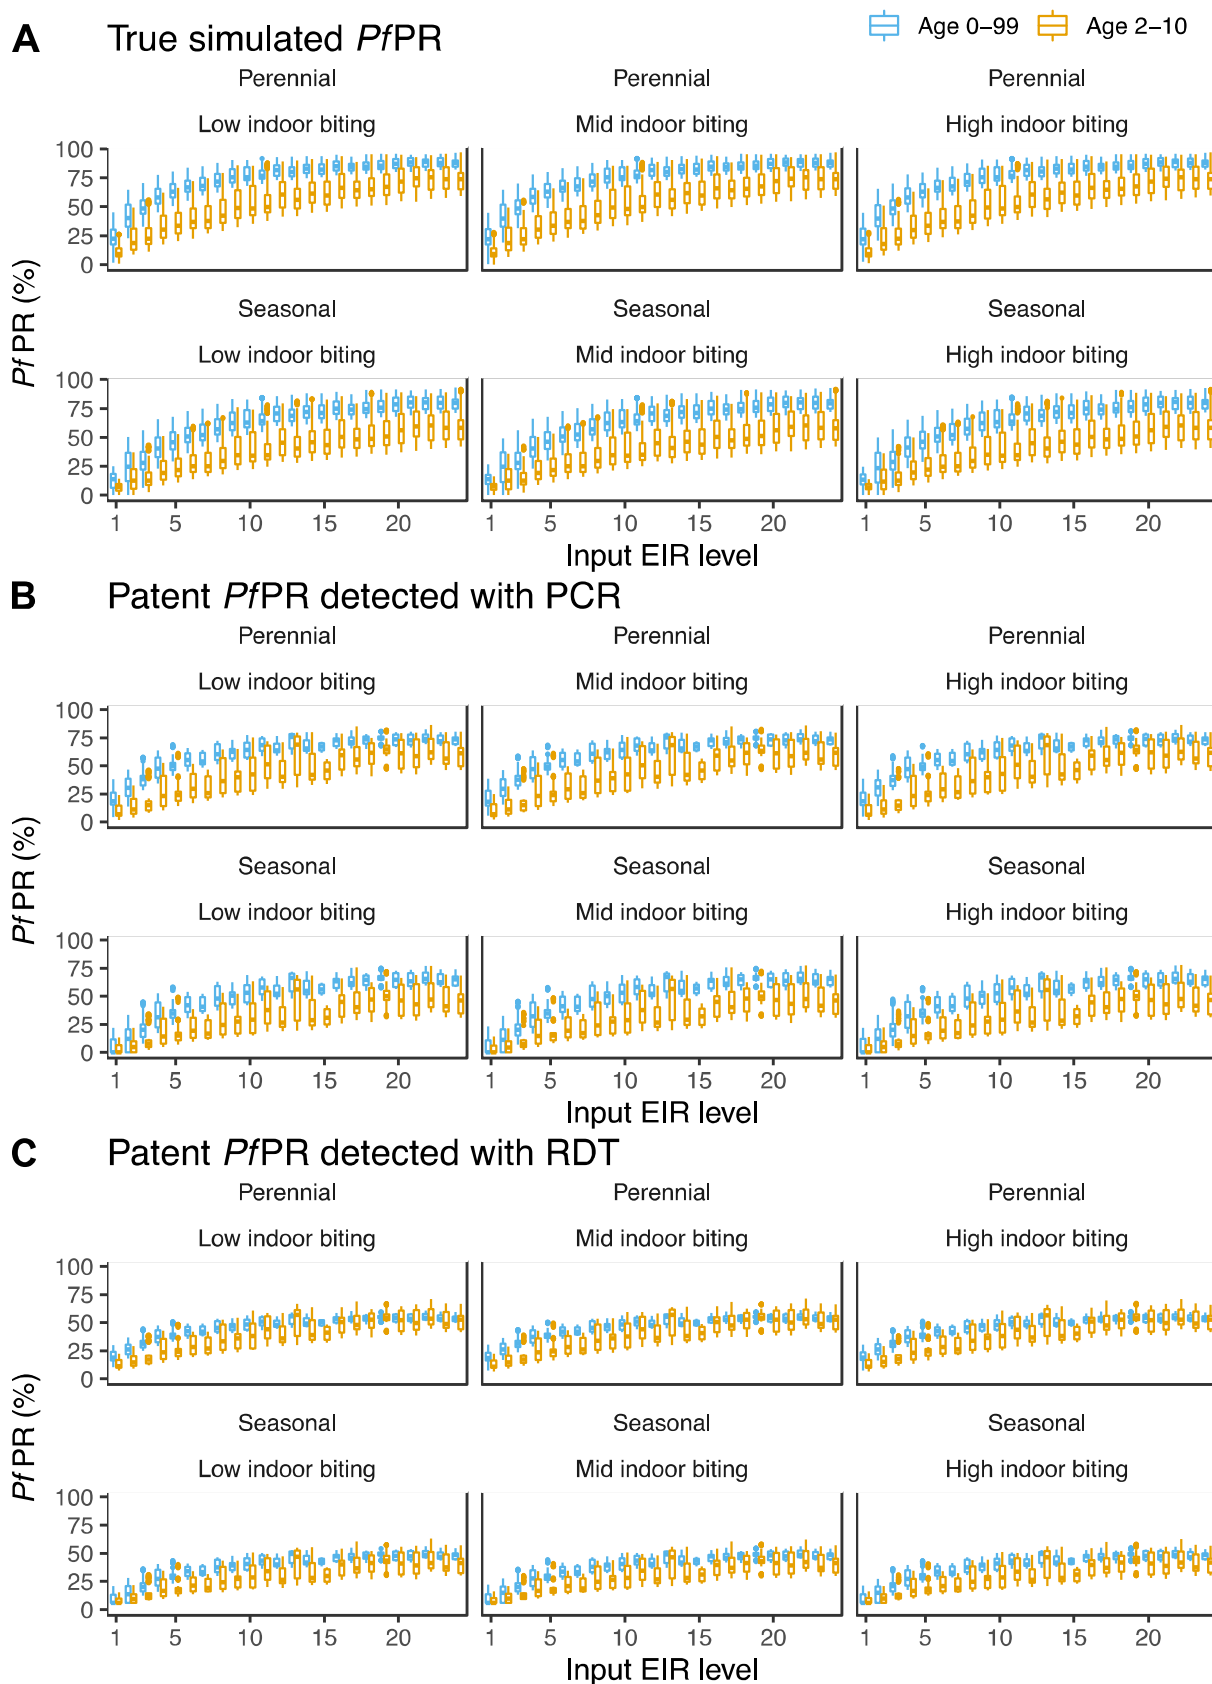 A True simulated PfPR Age 0–99 Age 2–10
Perennial Perennial Perennial
Low indoor biting Mid indoor biting High indoor biting
100
75
50
25
0
PfPR (%)
Seasonal Seasonal Seasonal
Low indoor biting Mid indoor biting High indoor biting
100
75
50
25
0
1 5 10 15 20 1 5 10 15 20 1 5 10 15 20
Input EIR level
B Patent PfPR detected with PCR
Perennial Perennial Perennial
Low indoor biting Mid indoor biting High indoor biting
100
75
50
25
0
PfPR (%)
Seasonal Seasonal Seasonal
Low indoor biting Mid indoor biting High indoor biting
100
75
50
25
0
1 5 10 15 20 1 5 10 15 20 1 5 10 15 20
Input EIR level
C Patent PfPR detected with RDT
Perennial Perennial Perennial
Low indoor biting Mid indoor biting High indoor biting
100
75
50
25
0
PfPR (%)
Seasonal Seasonal Seasonal
Low indoor biting Mid indoor biting High indoor biting
100
75
50
25
0
1 5 10 15 20 1 5 10 15 20 1 5 10 15 20
Input EIR level